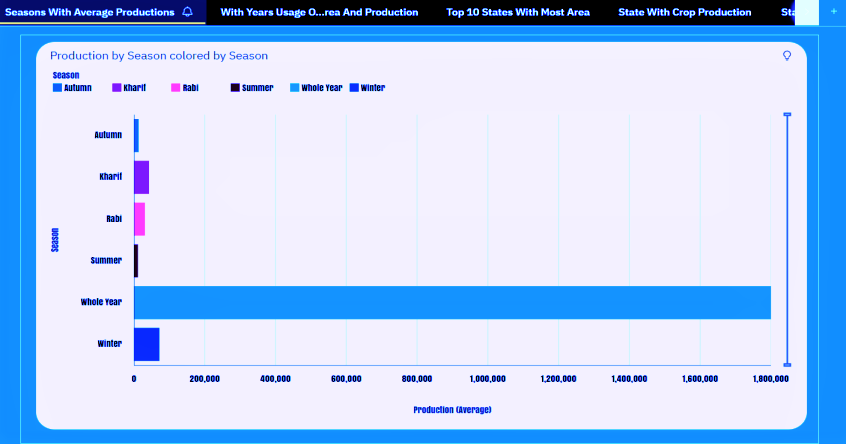 Seasons With Average Productions
With Years Usage O...rea And Production
Top 10 States With Most Area
State With Crop Production
+
Production by Season colored by Season
Season
Autumn Kharif Rabi Summer Whole Year Winter
Autumn
Kharif
Rabi
Summer
Whole Year
Winter
Season
0 200,000 400,000 600,000 800,000 1,000,000 1,200,000 1,400,000 1,600,000 1,800,000
Production (Average)